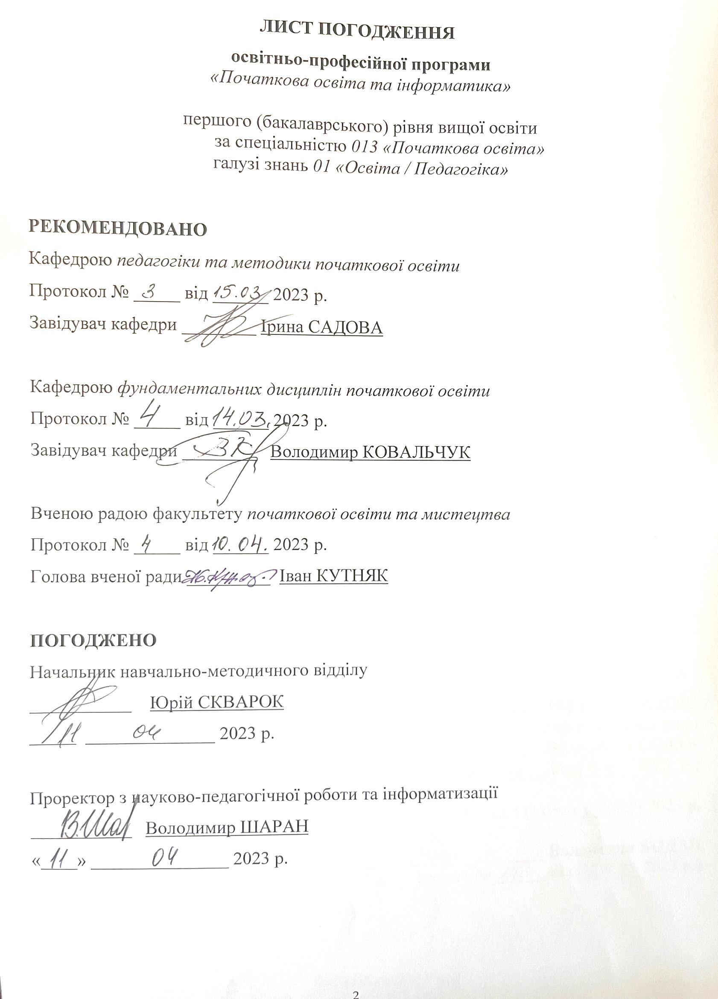 ЛИСТ ПОГОДЖЕННЯ
освітньо-професійної програми
«Початкова освіта та інформатика»
першого (бакалаврського) рівня вищої освіти
за спеціальністю 013 «Початкова освіта»
галузі знань 01 «Освіта / Педагогіка»
РЕКОМЕНДОВАНО
Кафедрою педагогіки та методики початкової освіти
Протокол № 3 від 15.03 2023 р.
Завідувач кафедри Ірина САДОВА
Кафедрою фундаментальних дисциплін початкової освіти
Протокол № 4 від 14.03. 2023 р.
Завідувач кафедри Володимир КОВАЛЬЧУК
Вченою радою факультету початкової освіти та мистецтва
Протокол № 4 від 10.04. 2023 р.
Голова вченої ради Іван КУТНЯК
ПОГОДЖЕНО
Начальник навчально-методичного відділу
Юрій СКВАРОК
11 04 2023 р.
Проректор з науково-педагогічної роботи та інформатизації
В.Шар Володимир ШАРАН
«11» 04 2023 р.
2